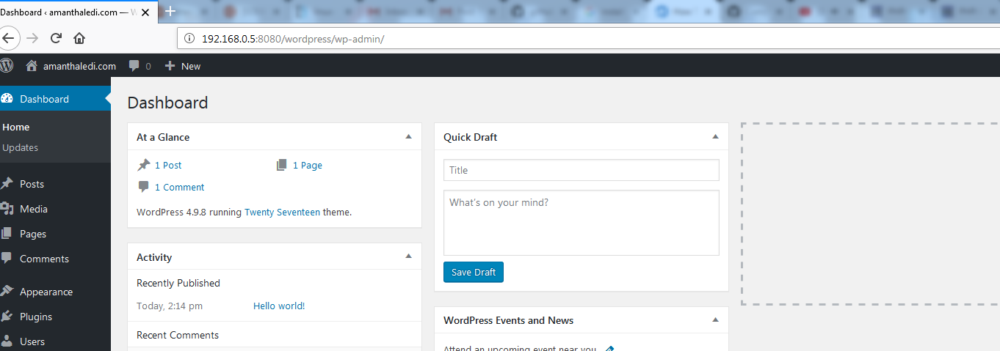 Dashboard ‹ amanthaledi.com — W
192.168.0.5:8080/wordpress/wp-admin/
amanthaledi.com 0 New
Dashboard
Home
Updates
Posts
Media
Pages
Comments
Appearance
Plugins
Users
Dashboard
At a Glance
1 Post 1 Page
1 Comment
WordPress 4.9.8 running Twenty Seventeen theme.
Activity
Recently Published
Today, 2:14 pm Hello world!
Recent Comments
Quick Draft
Title
What's on your mind?
Save Draft
WordPress Events and News
Attend an upcoming event near you.